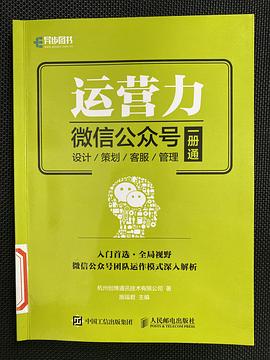 异步图书
运营力
微信公众号
一册通
设计/策划/客服/管理
入门首选·全局视野
微信公众号团队运作模式深入解析
杭州创博通讯技术有限公司 著
施福君 主编
中国工信出版集团
人民邮电出版社